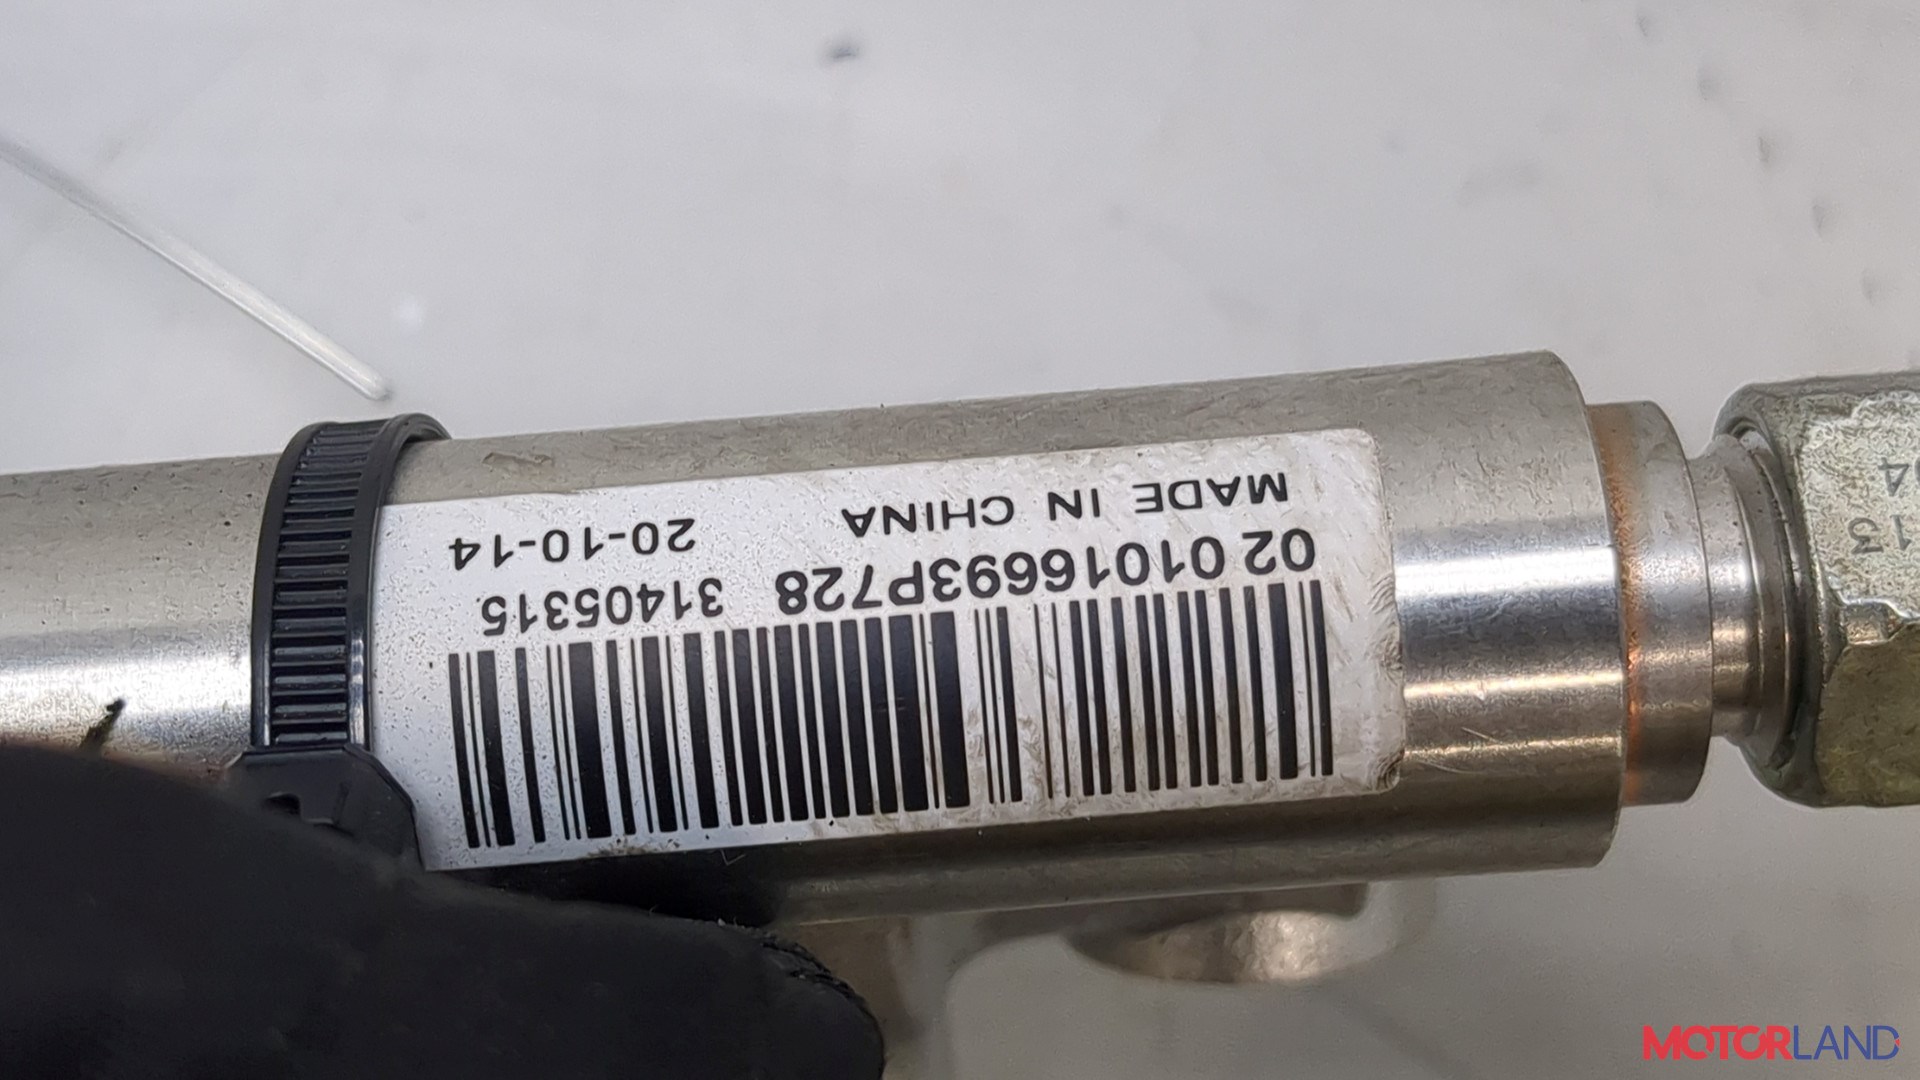 02 01016693P728 31405315
MADE IN CHINA 20-10-14
MOTORLAND